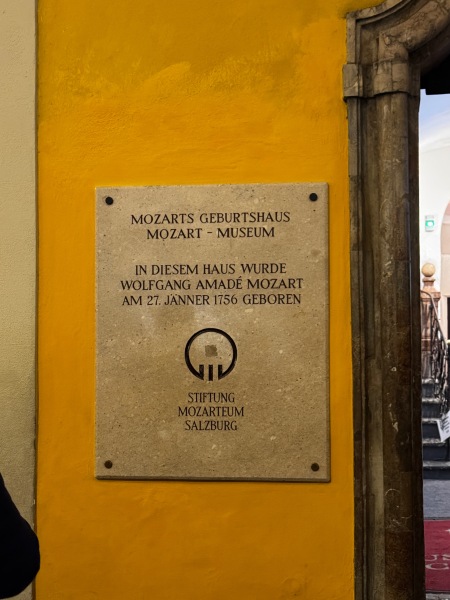 MOZARTS GEBURTSHAUS
MOZART - MUSEUM
IN DIESEM HAUS WURDE
WOLFGANG AMADÉ MOZART
AM 27. JÄNNER 1756 GEBOREN
STIFTUNG
MOZARTEUM
SALZBURG